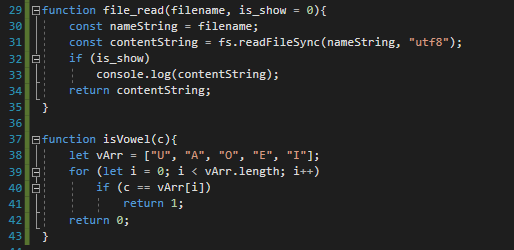 29 function file_read(filename, is_show = 0){
30     const nameString = filename;
31     const contentString = fs.readFileSync(nameString, "utf8");
32     if (is_show)
33         console.log(contentString);
34     return contentString;
35 }
36
37 function isVowel(c){
38     let vArr = ["U", "A", "O", "E", "I"];
39     for (let i = 0; i < vArr.length; i++)
40         if (c == vArr[i])
41             return 1;
42     return 0;
43 }